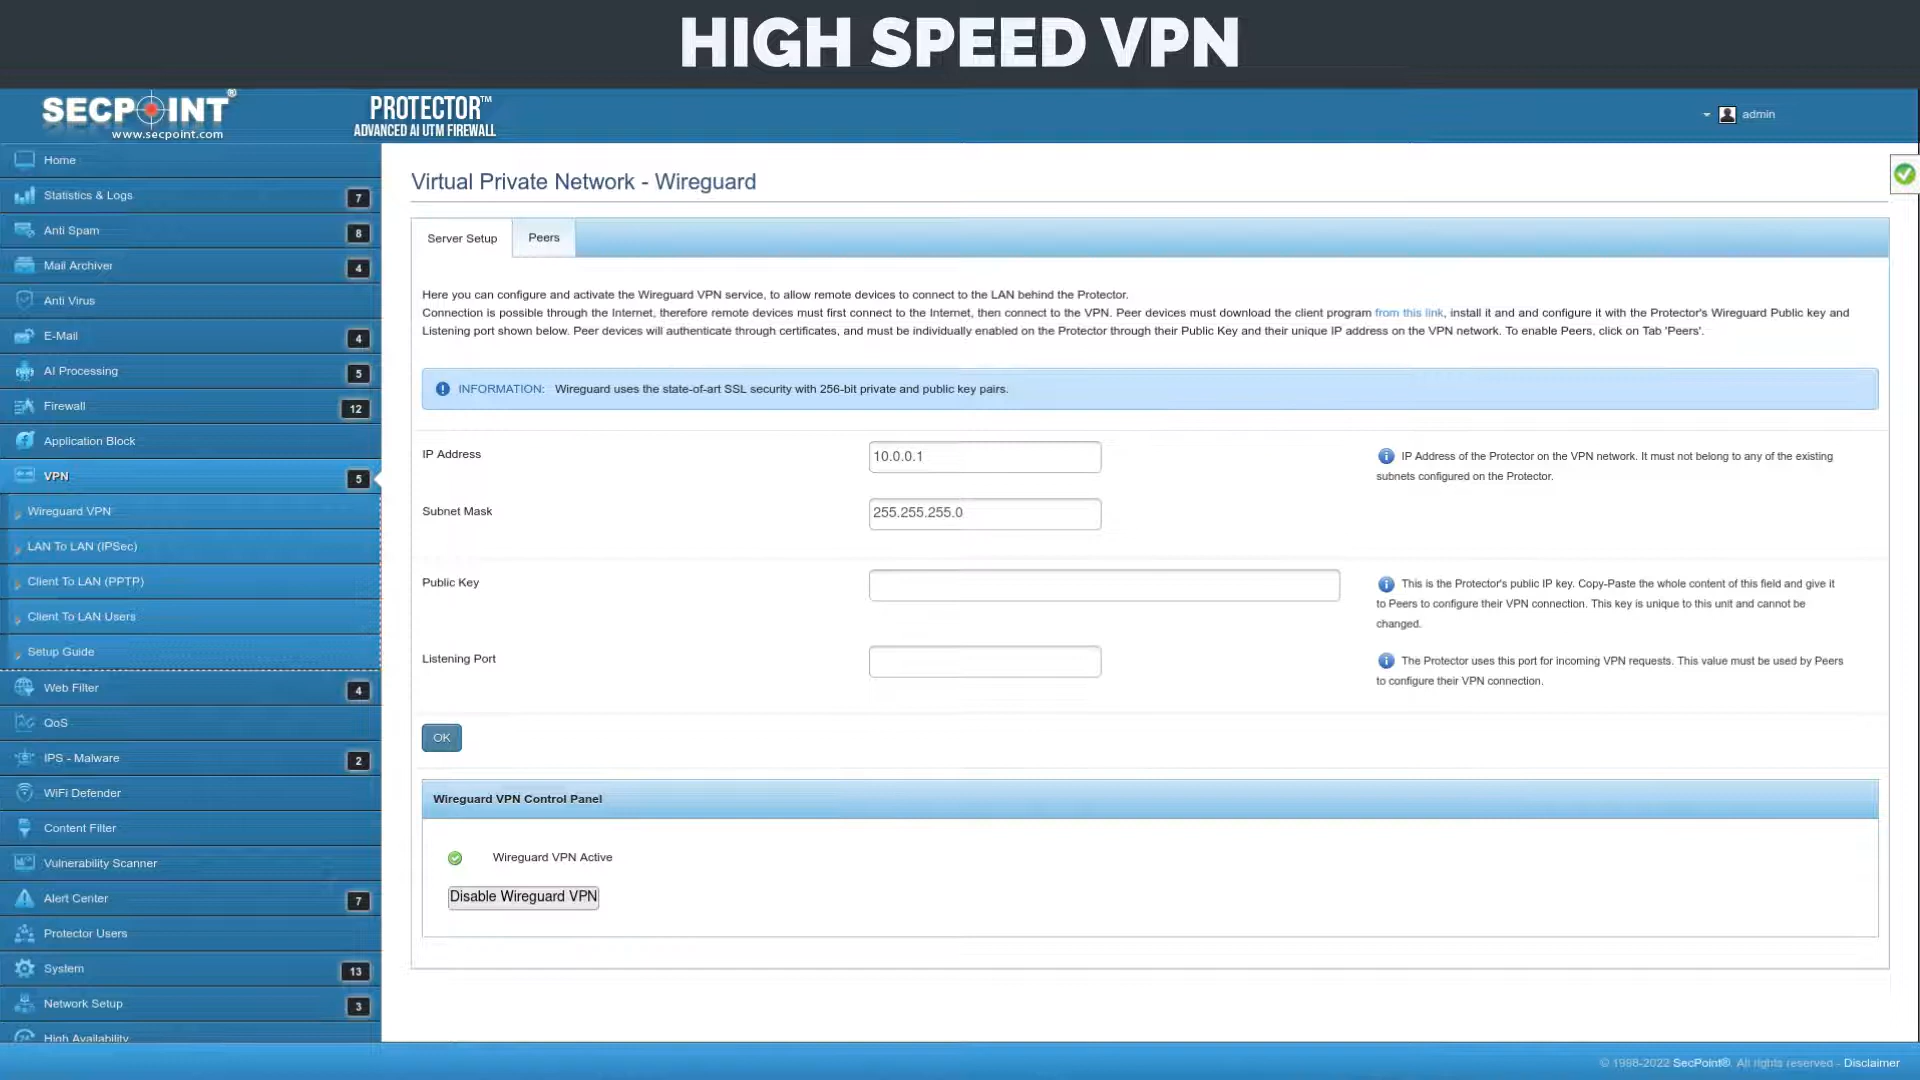 HIGH SPEED VPN
SECPOINT®
www.secpoint.com
PROTECTOR™
ADVANCED AI UTM FIREWALL
admin
Home
Statistics & Logs 7
Anti Spam 8
Mail Archiver 4
Anti Virus
E-Mail 4
AI Processing 5
Firewall 12
Application Block
VPN 5
Wireguard VPN
LAN To LAN (IPSec)
Client To LAN (PPTP)
Client To LAN Users
Setup Guide
Web Filter 4
QoS
IPS - Malware 2
WiFi Defender
Content Filter
Vulnerability Scanner
Alert Center 7
Protector Users
System 13
Network Setup 3
High Availability
Virtual Private Network - Wireguard
Server Setup Peers
Here you can configure and activate the Wireguard VPN service, to allow remote devices to connect to the LAN behind the Protector.
Connection is possible through the Internet, therefore remote devices must first connect to the Internet, then connect to the VPN. Peer devices must download the client program from this link, install it and and configure it with the Protector's Wireguard Public key and
Listening port shown below. Peer devices will authenticate through certificates, and must be individually enabled on the Protector through their Public Key and their unique IP address on the VPN network. To enable Peers, click on Tab 'Peers'.
INFORMATION: Wireguard uses the state-of-art SSL security with 256-bit private and public key pairs.
IP Address 10.0.0.1
IP Address of the Protector on the VPN network. It must not belong to any of the existing
subnets configured on the Protector.
Subnet Mask 255.255.255.0
Public Key
This is the Protector's public IP key. Copy-Paste the whole content of this field and give it
to Peers to configure their VPN connection. This key is unique to this unit and cannot be
changed.
Listening Port
The Protector uses this port for incoming VPN requests. This value must be used by Peers
to configure their VPN connection.
OK
Wireguard VPN Control Panel
Wireguard VPN Active
Disable Wireguard VPN
© 1998-2022 SecPoint®. All rights reserved - Disclaimer